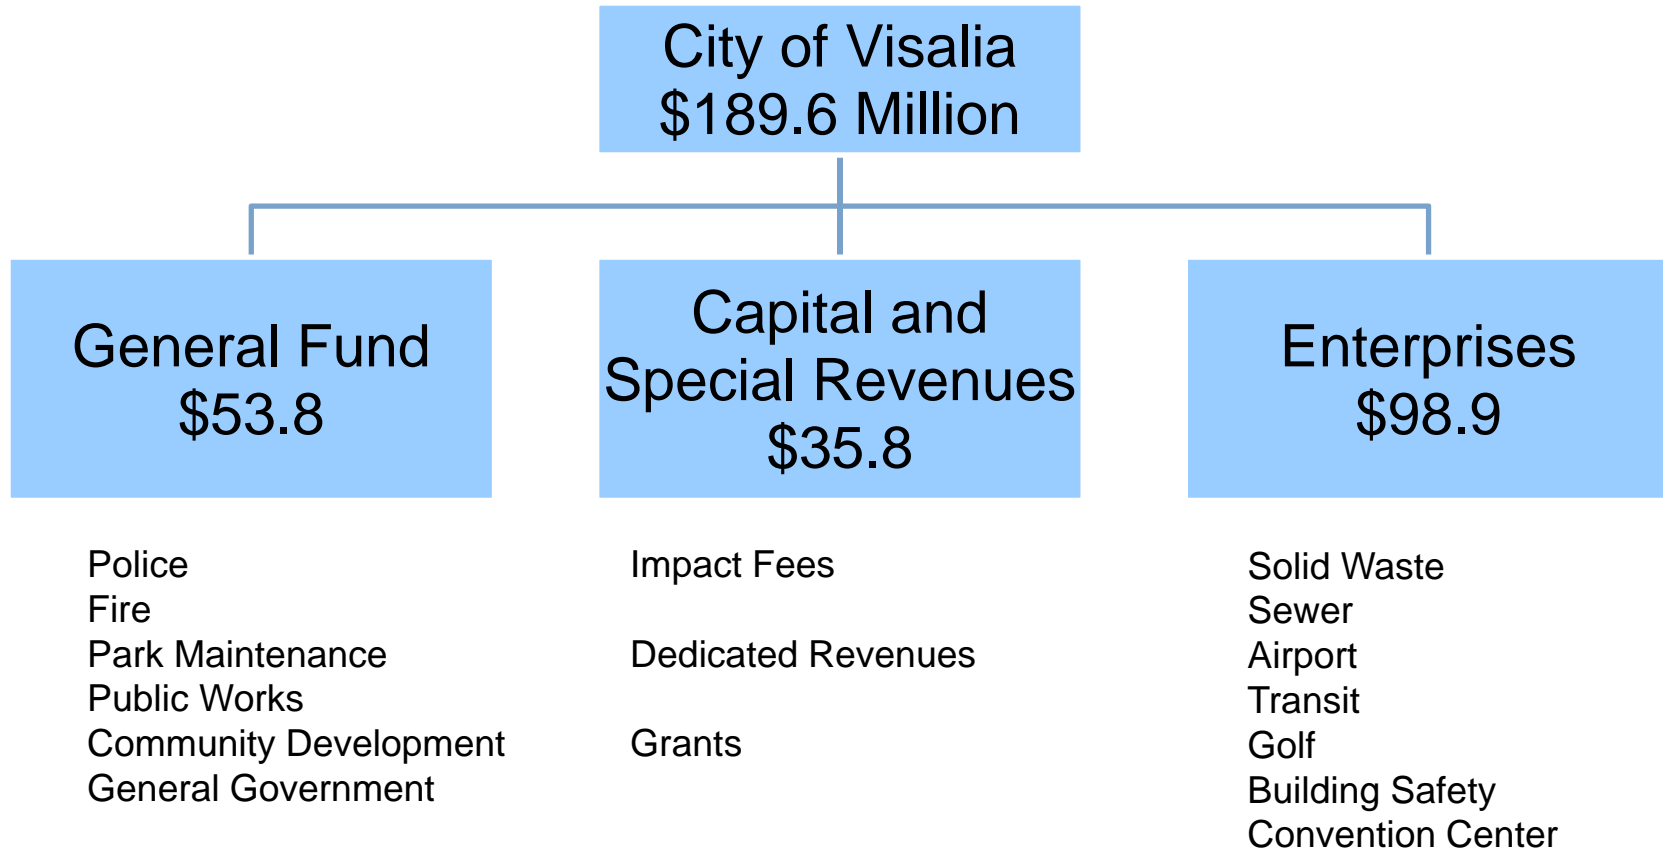 City of Visalia
$189.6 Million
General Fund
$53.8
Capital and
Special Revenues
$35.8
Enterprises
$98.9
Police
Fire
Park Maintenance
Public Works
Community Development
General Government
Impact Fees
Dedicated Revenues
Grants
Solid Waste
Sewer
Airport
Transit
Golf
Building Safety
Convention Center